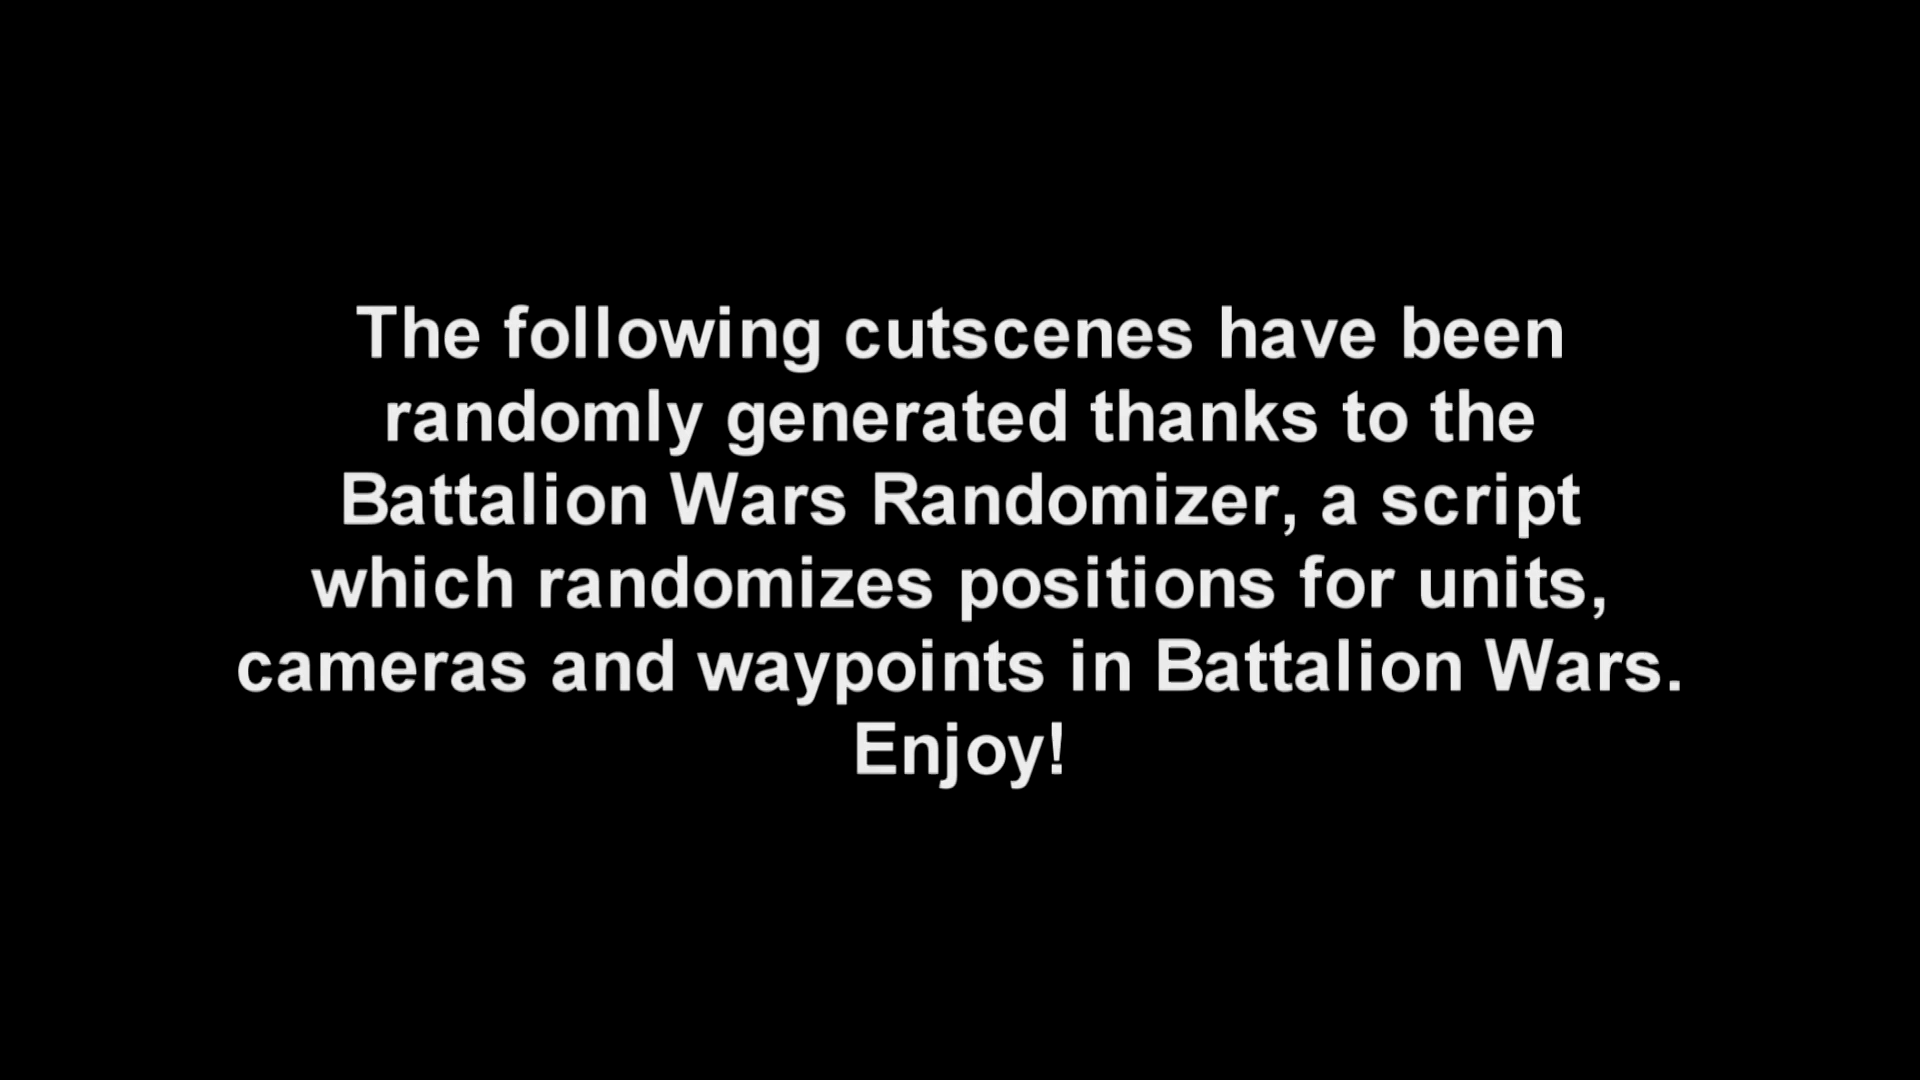 The following cutscenes have been
randomly generated thanks to the
Battalion Wars Randomizer, a script
which randomizes positions for units,
cameras and waypoints in Battalion Wars.
Enjoy!